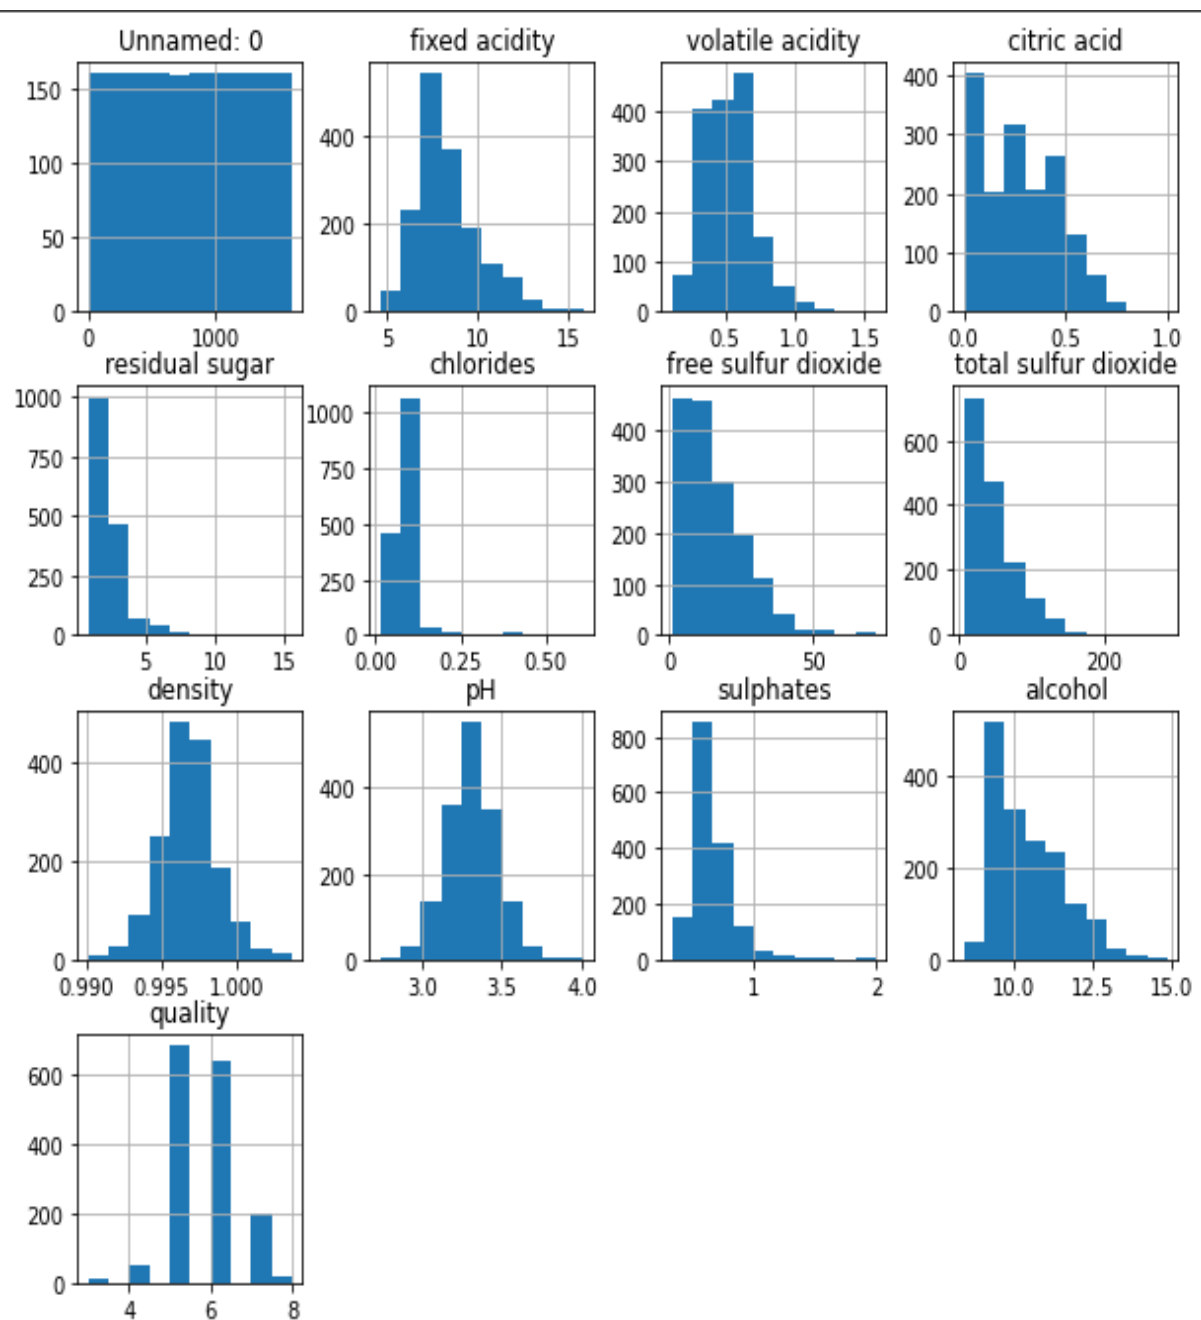 Unnamed: 0 fixed acidity volatile acidity citric acid
150 100 50 0
0 1000
400 200 0
5 10 15
400 300 200 100 0
0.5 1.0 1.5
400 300 200 100 0
0.0 0.5 1.0
residual sugar chlorides free sulfur dioxide total sulfur dioxide
1000 750 500 250 0
5 10 15
1000 750 500 250 0
0.00 0.25 0.50
400 300 200 100 0
0 50
600 400 200 0
0 200
density pH sulphates alcohol
400 200 0
0.990 0.995 1.000
400 200 0
3.0 3.5 4.0
800 600 400 200 0
1 2
400 200 0
10.0 12.5 15.0
quality
600 400 200 0
4 6 8